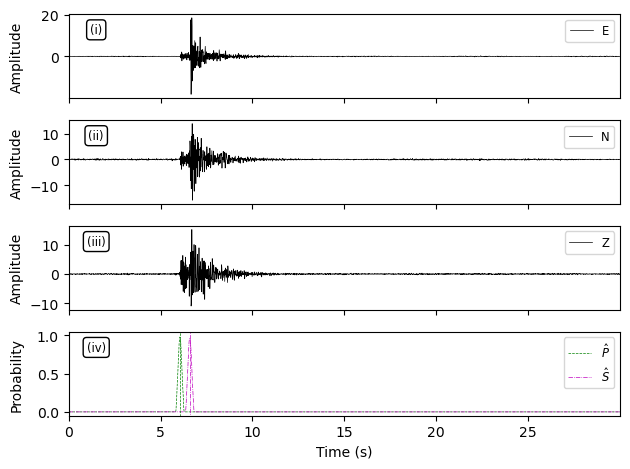 20
0
Amplitude
(i)
E
10
0
−10
Amplitude
(ii)
N
10
0
−10
Amplitude
(iii)
Z
1.0
0.5
0.0
Probability
(iv)
P̂
Ŝ
0 5 10 15 20 25
Time (s)